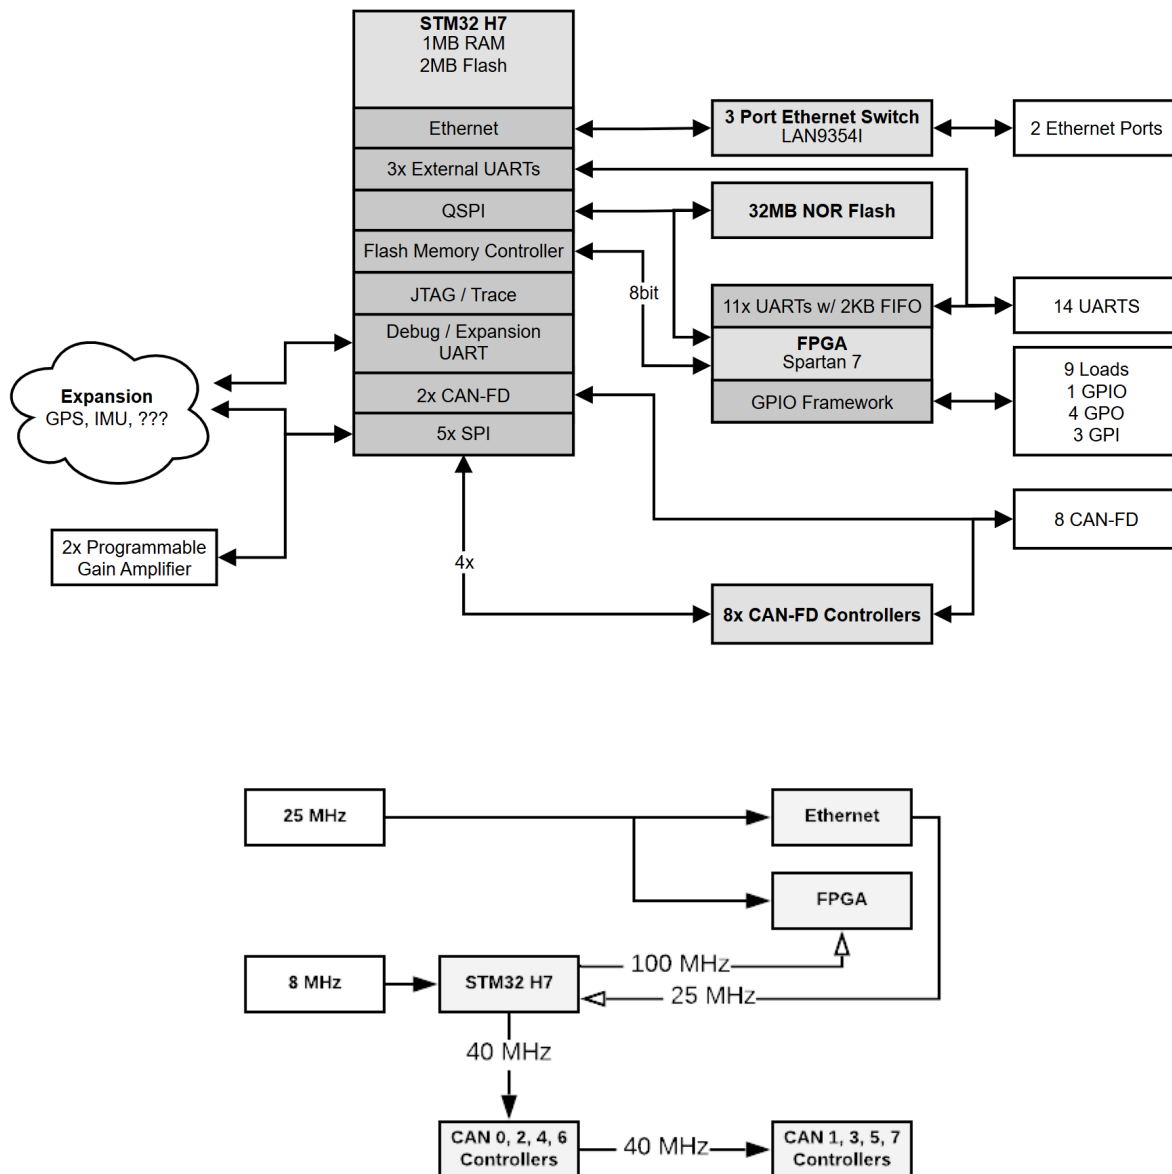 STM32 H7
1MB RAM
2MB Flash
Ethernet
3x External UARTs
QSPI
Flash Memory Controller
JTAG / Trace
Debug / Expansion
UART
2x CAN-FD
5x SPI
3 Port Ethernet Switch
LAN9354I
2 Ethernet Ports
32MB NOR Flash
8bit
11x UARTs w/ 2KB FIFO
FPGA
Spartan 7
GPIO Framework
14 UARTS
9 Loads
1 GPIO
4 GPO
3 GPI
Expansion
GPS, IMU, ???
2x Programmable
Gain Amplifier
4x
8 CAN-FD
8x CAN-FD Controllers
25 MHz
Ethernet
FPGA
8 MHz
STM32 H7
100 MHz
25 MHz
40 MHz
CAN 0, 2, 4, 6
Controllers
40 MHz
CAN 1, 3, 5, 7
Controllers